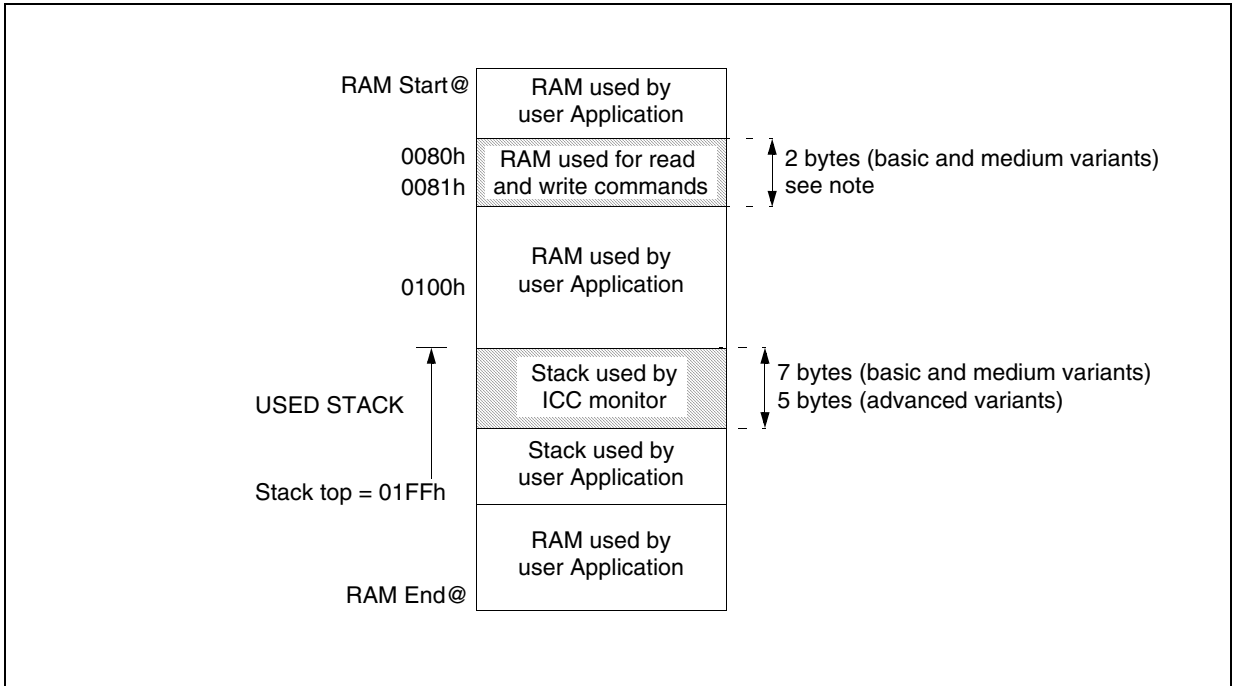 RAM Start@
RAM used by
user Application
0080h
0081h
RAM used for read
and write commands
2 bytes (basic and medium variants)
see note
RAM used by
user Application
0100h
Stack used by
ICC monitor
7 bytes (basic and medium variants)
5 bytes (advanced variants)
USED STACK
Stack used by
user Application
Stack top = 01FFh
RAM used by
user Application
RAM End@